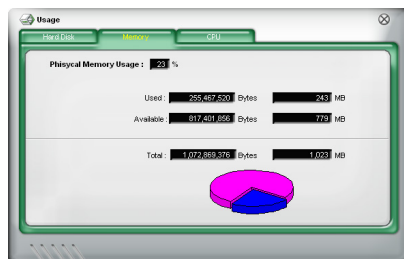 Usage
Hard Disk Memory CPU
Phisycal Memory Usage : 23 %
Used : 255,467,520 Bytes 243 MB
Available : 817,401,856 Bytes 779 MB
Total : 1,072,869,376 Bytes 1,023 MB